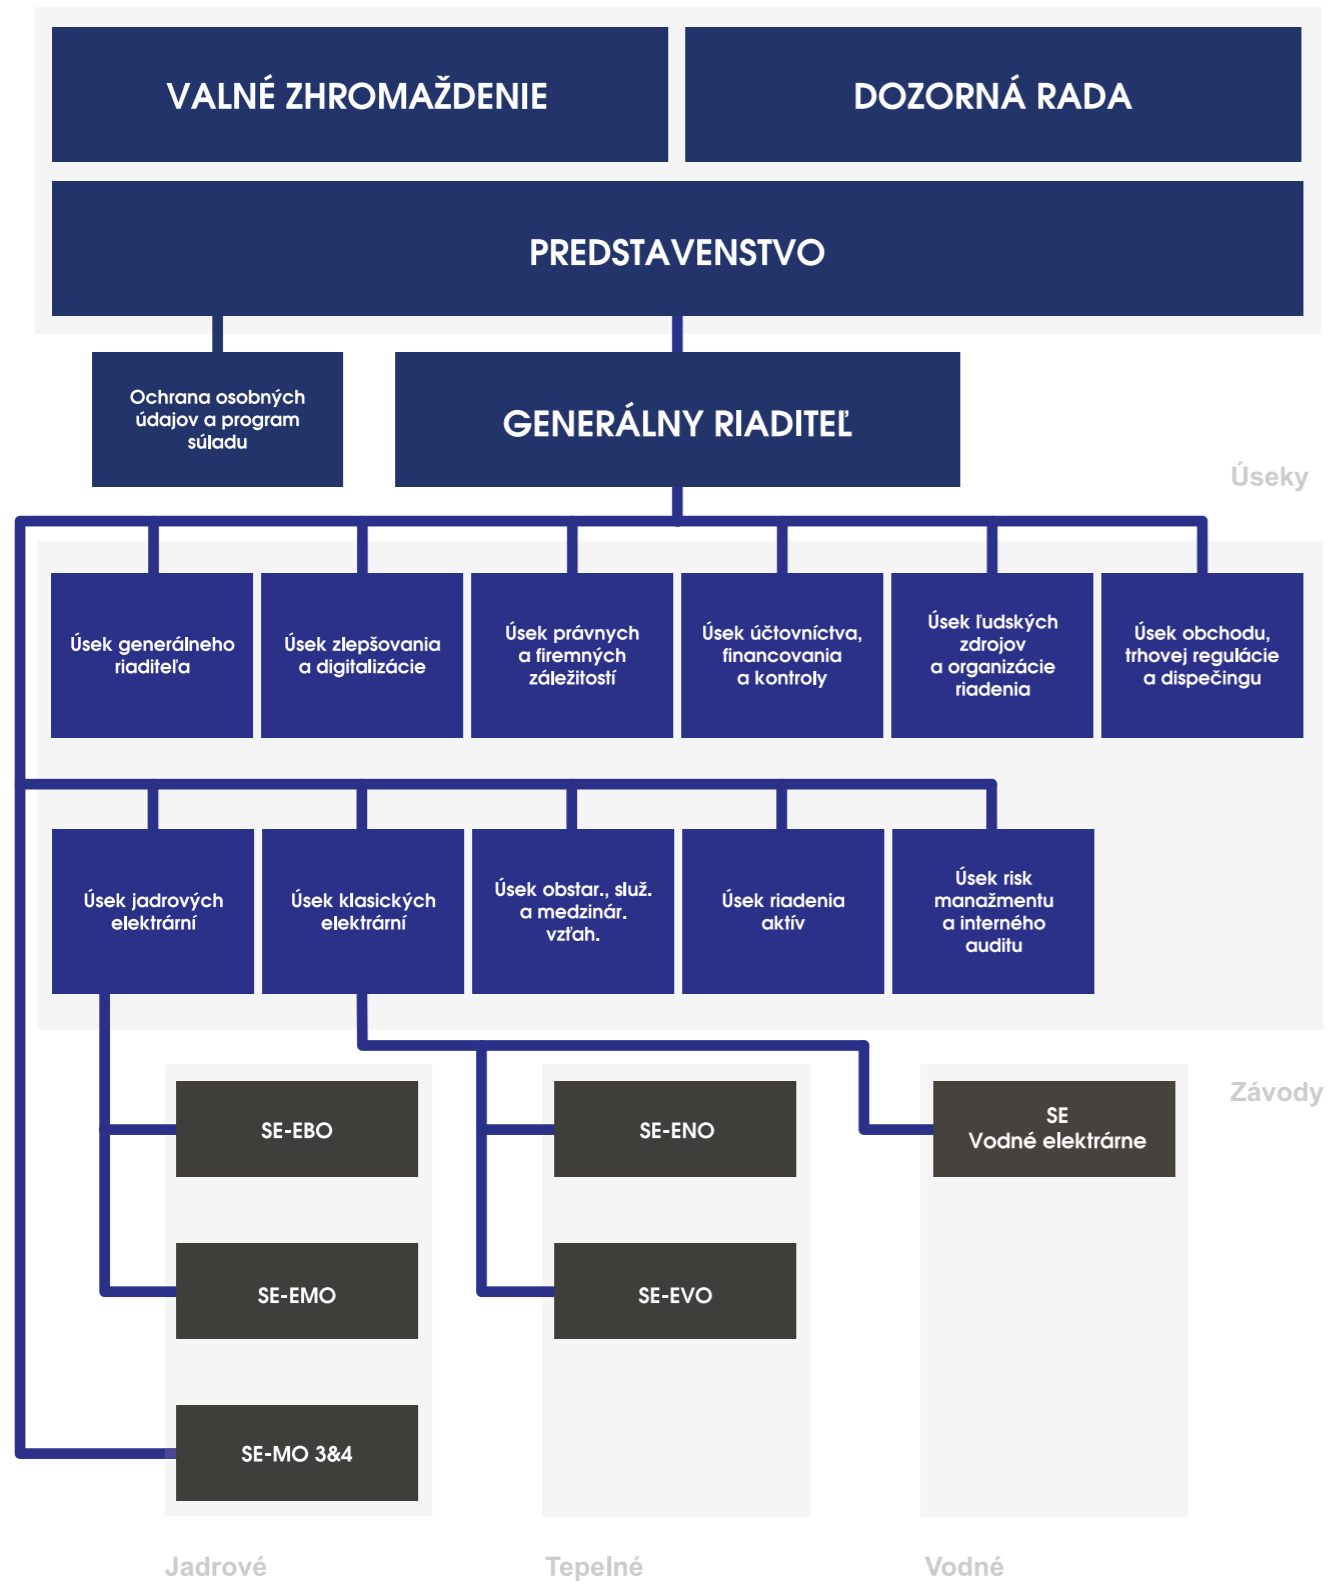 VALNÉ ZHROMAŽDENIE
DOZORNÁ RADA
PREDSTAVENSTVO
Ochrana osobných
údajov a program
súladu
GENERÁLNY RIADITEĽ
Úseky
Úsek generálneho
riaditeľa
Úsek zlepšovania
a digitalizácie
Úsek právnych
a firemných
záležitostí
Úsek účtovníctva,
financovania
a kontroly
Úsek ľudských
zdrojov
a organizácie
riadenia
Úsek obchodu,
trhovej regulácie
a dispečingu
Úsek jadrových
elektrární
Úsek klasických
elektrární
Úsek obstar., služ.
a medzinár.
vzťah.
Úsek riadenia
aktív
Úsek risk
manažmentu
a interného
auditu
Závody
SE-EBO
SE-ENO
SE
Vodné elektrárne
SE-EMO
SE-EVO
SE-MO 3&4
Jadrové
Tepelné
Vodné